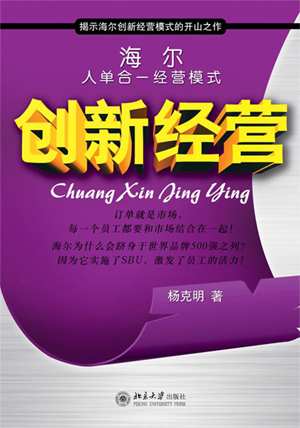 揭示海尔创新经营模式的开山之作
海 尔
人单合一经营模式
创新经营
Chuang Xin Jing Ying
订单就是市场，
每一个员工都要和市场结合在一起！
海尔为什么会跻身于世界品牌500强之列？
因为它实施了SBU，激发了员工的活力！
杨克明 著
北京大学出版社
PEKING UNIVERSITY PRESS